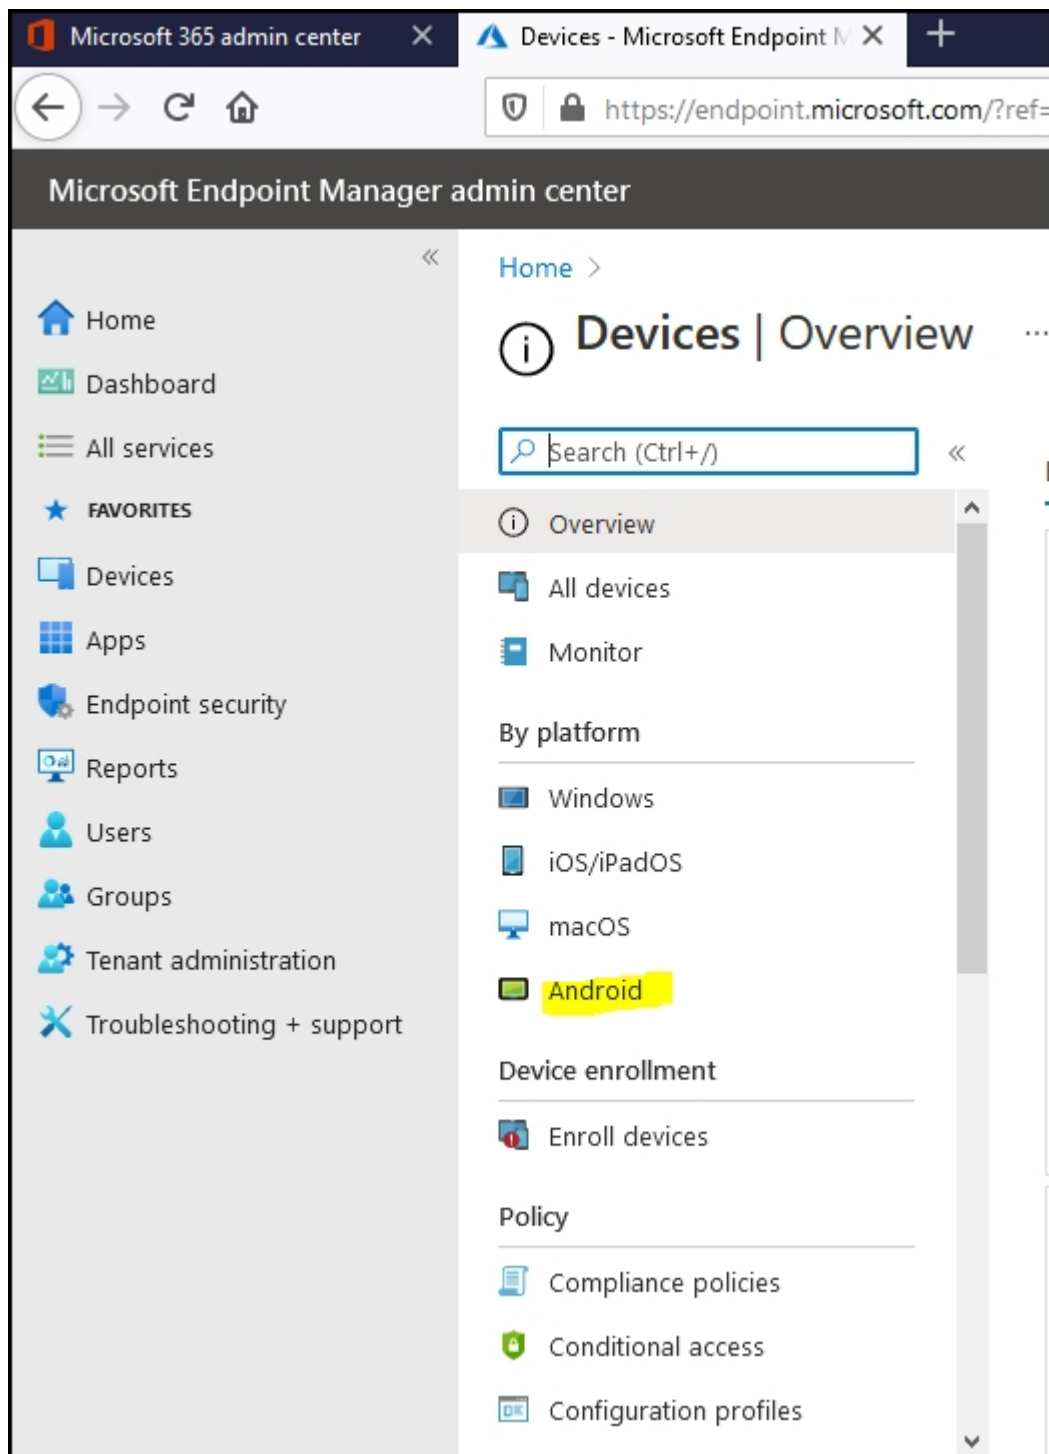 Microsoft 365 admin center
Devices - Microsoft Endpoint M
https://endpoint.microsoft.com/?ref=
Microsoft Endpoint Manager admin center
Home
Dashboard
All services
FAVORITES
Devices
Apps
Endpoint security
Reports
Users
Groups
Tenant administration
Troubleshooting + support
Home >
Devices | Overview ...
Search (Ctrl+/)
Overview
All devices
Monitor
By platform
Windows
iOS/iPadOS
macOS
Android
Device enrollment
Enroll devices
Policy
Compliance policies
Conditional access
Configuration profiles